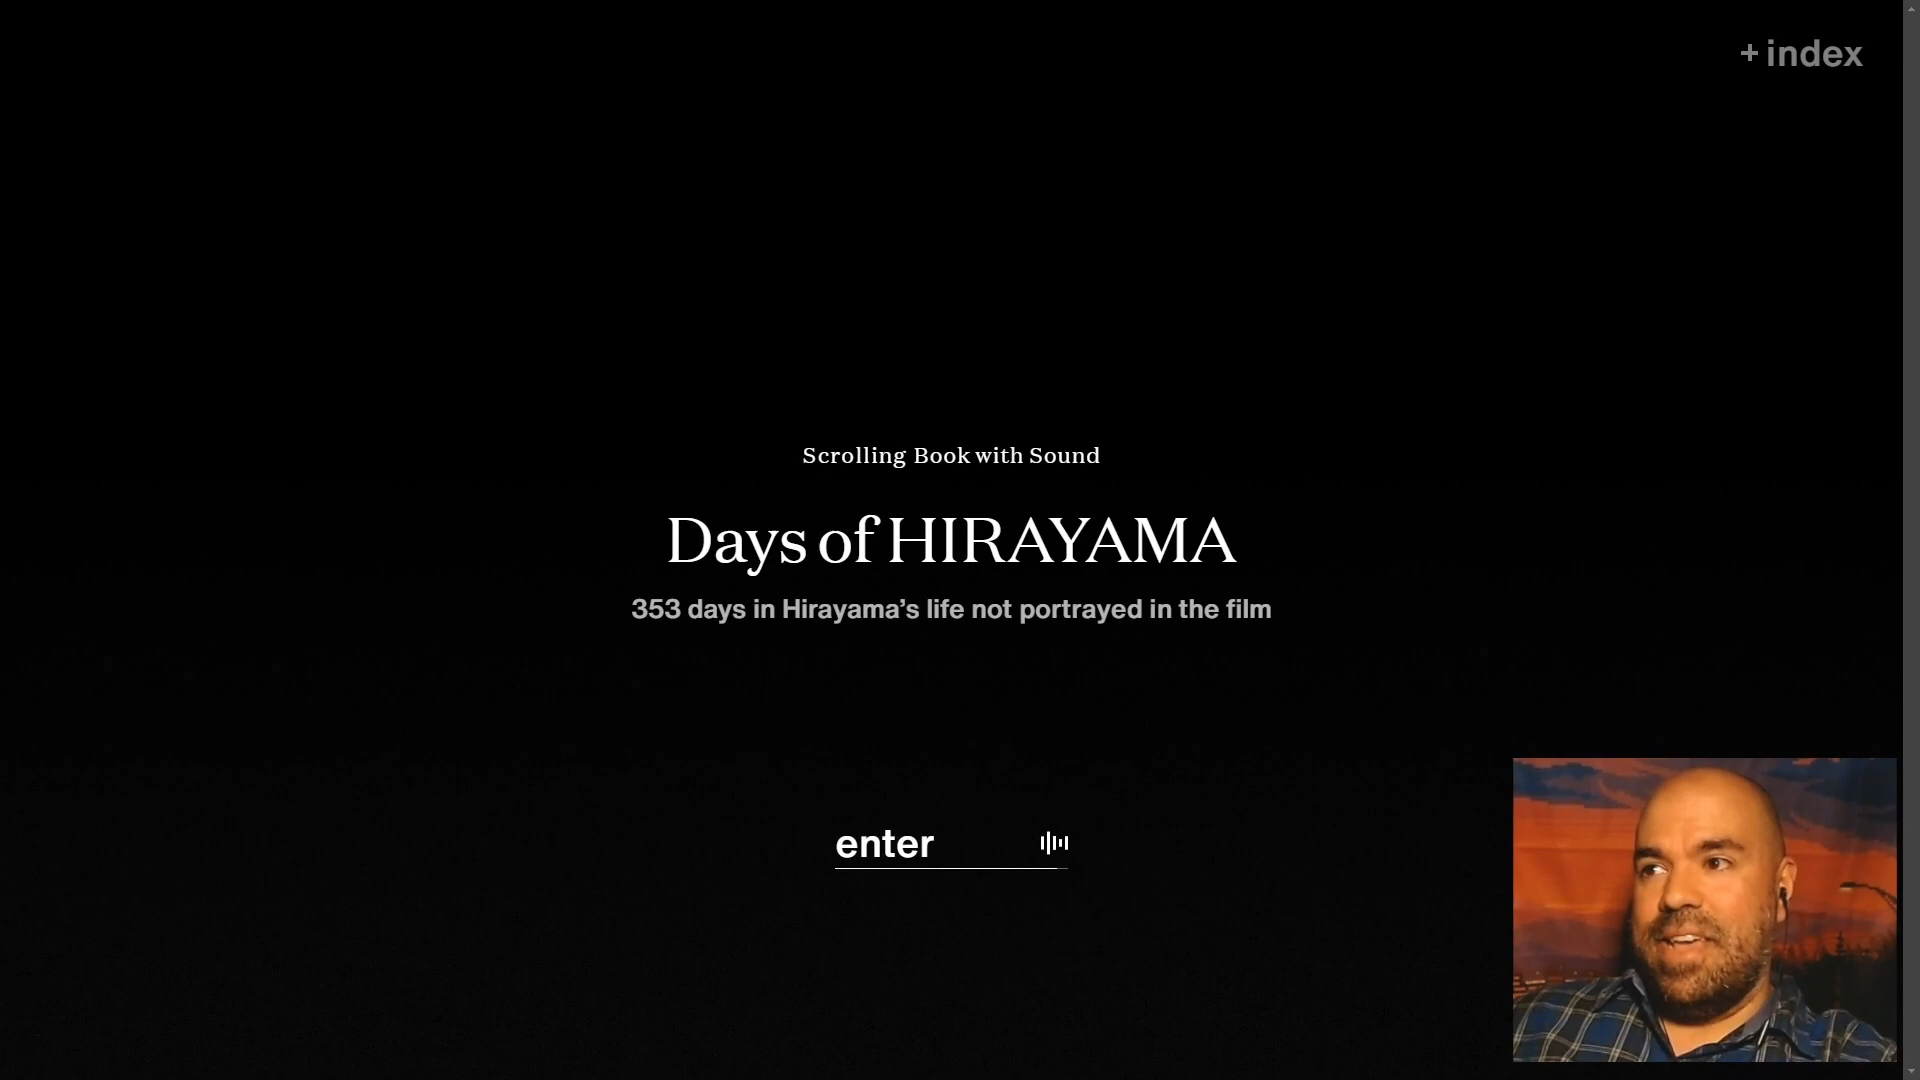 + index
Scrolling Book with Sound
Days of HIRAYAMA
353 days in Hirayama’s life not portrayed in the film
enter